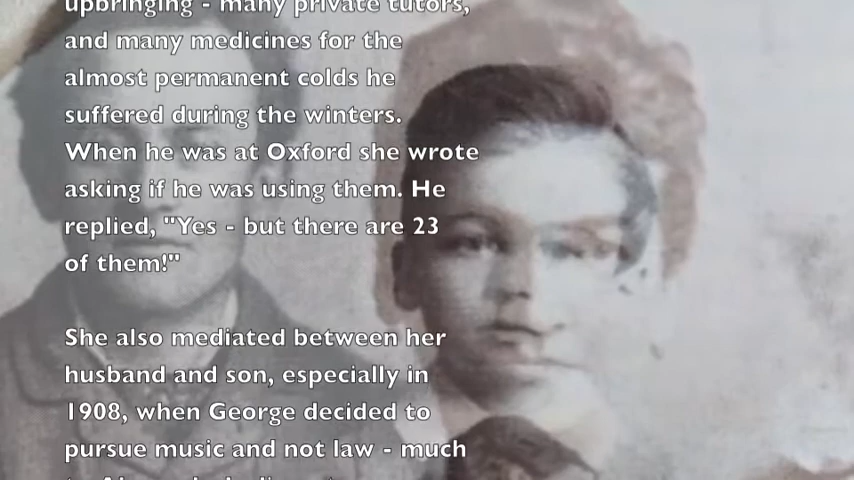 upbringing - many private tutors,
and many medicines for the
almost permanent colds he
suffered during the winters.
When he was at Oxford she wrote
asking if he was using them. He
replied, "Yes - but there are 23
of them!"
She also mediated between her
husband and son, especially in
1908, when George decided to
pursue music and not law - much